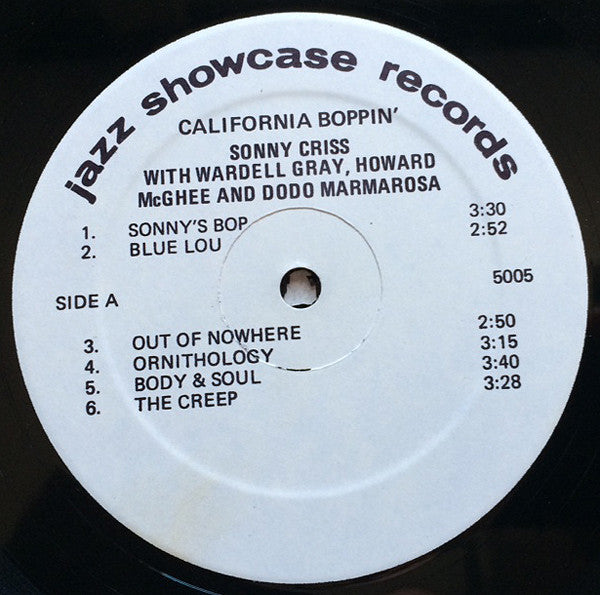 jazz showcase records
CALIFORNIA BOPPIN'
SONNY CRISS
WITH WARDELL GRAY, HOWARD
McGHEE AND DODO MARMAROSA
1. SONNY'S BOP 3:30
2. BLUE LOU 2:52
SIDE A 5005
3. OUT OF NOWHERE 2:50
4. ORNITHOLOGY 3:15
5. BODY & SOUL 3:40
6. THE CREEP 3:28